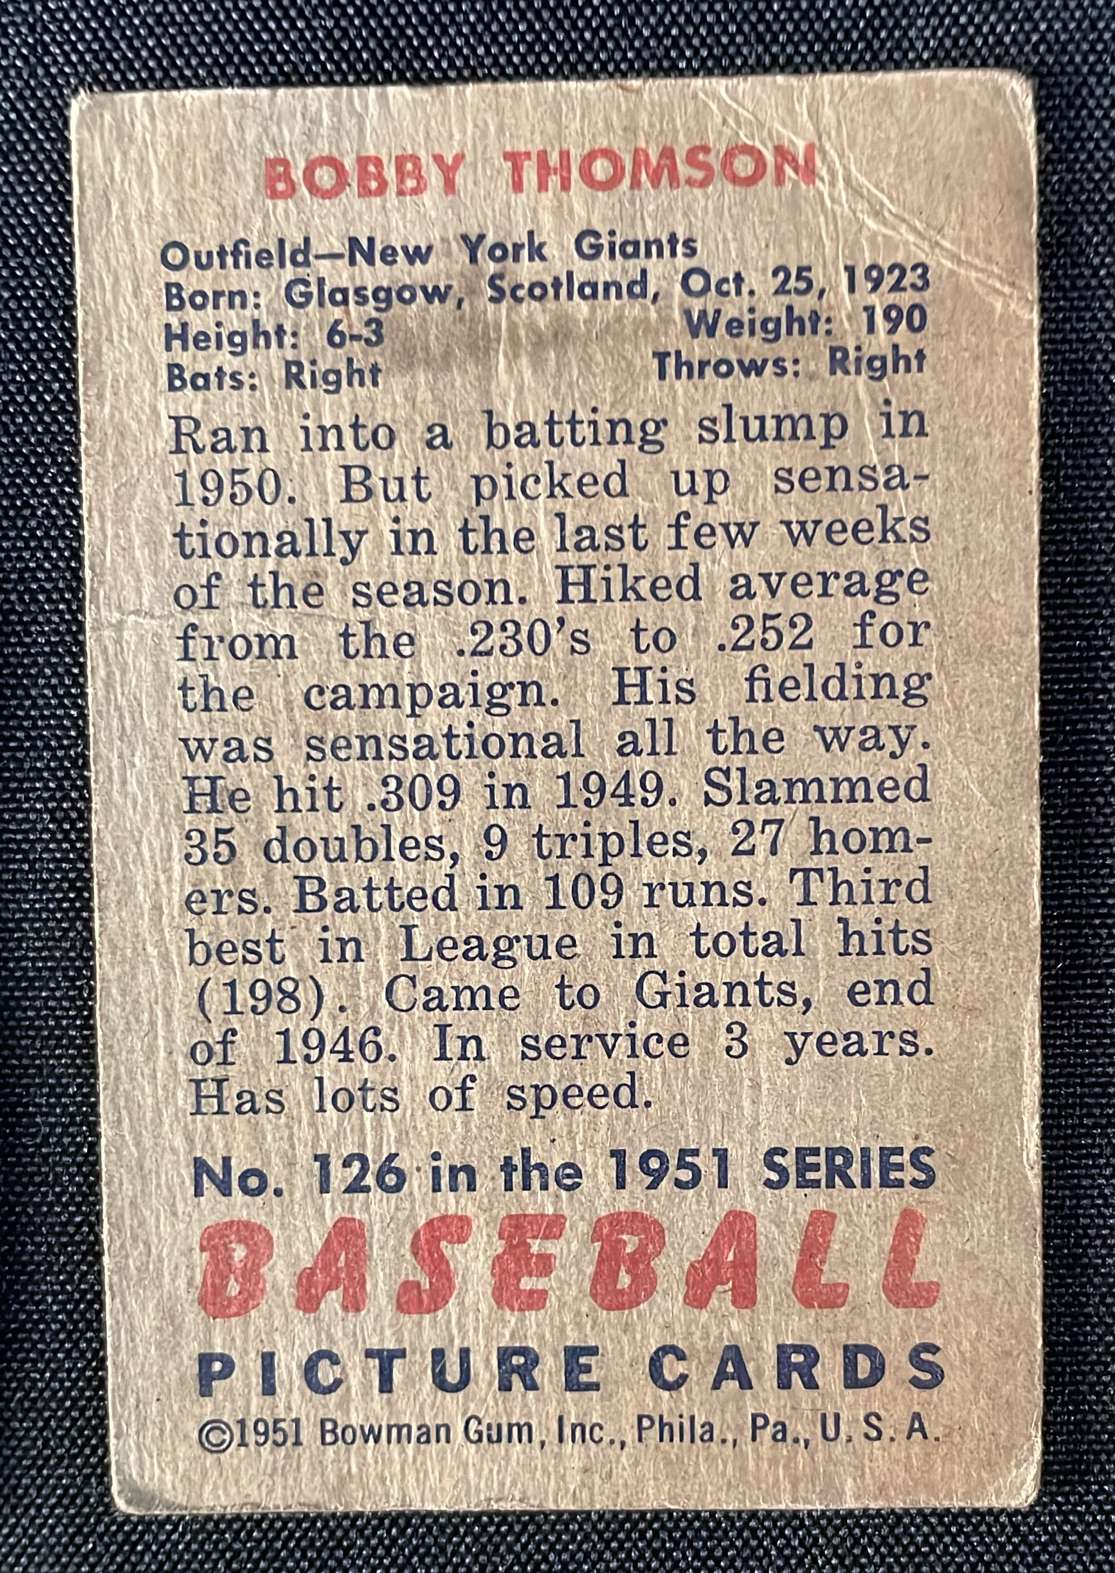 BOBBY THOMSON
Outfield—New York Giants
Born: Glasgow, Scotland, Oct. 25, 1923
Height: 6-3 Weight: 190
Bats: Right Throws: Right
Ran into a batting slump in
1950. But picked up sensa-
tionally in the last few weeks
of the season. Hiked average
from the .230's to .252 for
the campaign. His fielding
was sensational all the way.
He hit .309 in 1949. Slammed
35 doubles, 9 triples, 27 hom-
ers. Batted in 109 runs. Third
best in League in total hits
(198). Came to Giants, end
of 1946. In service 3 years.
Has lots of speed.
No. 126 in the 1951 SERIES
BASEBALL
PICTURE CARDS
©1951 Bowman Gum, Inc., Phila., Pa., U. S. A.